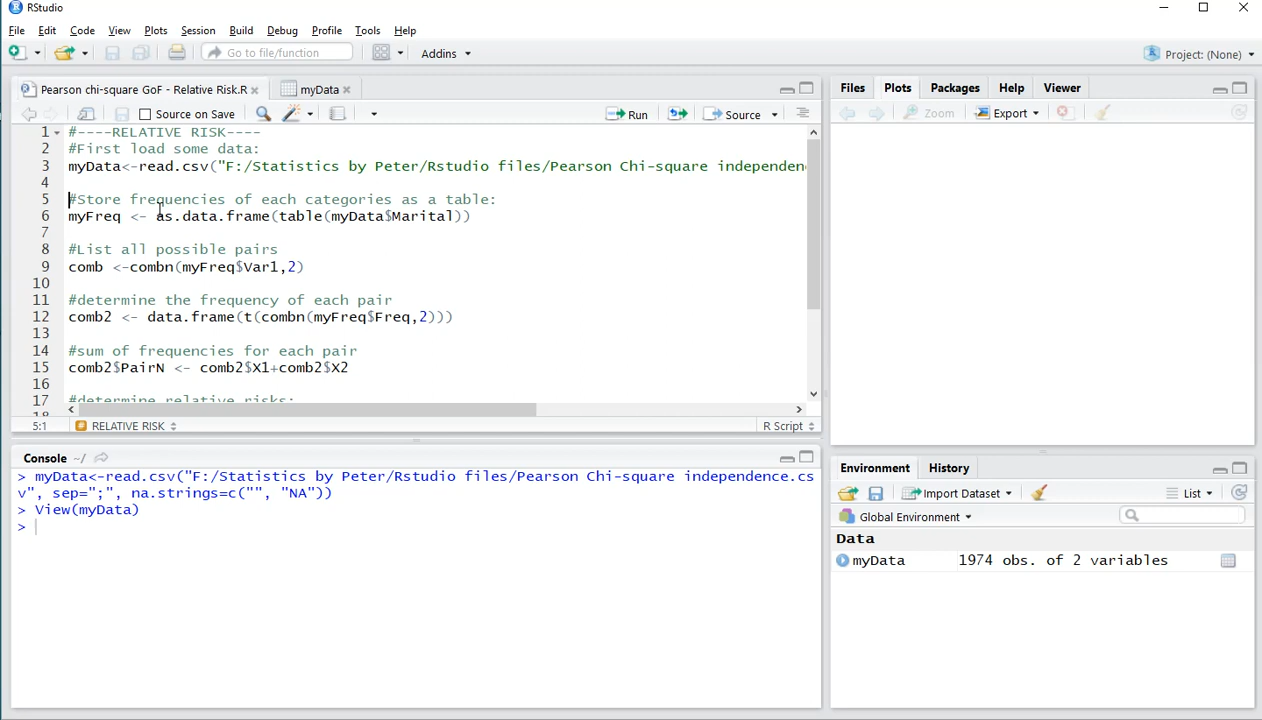 RStudio
File Edit Code View Plots Session Build Debug Profile Tools Help
Go to file/function Addins Project: (None)
Pearson chi-square GoF - Relative Risk.R myData
Source on Save Run Source
1 #----RELATIVE RISK----
2 #First load some data:
3 myData<-read.csv("F:/Statistics by Peter/Rstudio files/Pearson Chi-square independen
4
5 #Store frequencies of each categories as a table:
6 myFreq <- as.data.frame(table(myData$Marital))
7
8 #List all possible pairs
9 comb <-combn(myFreq$Var1,2)
10
11 #determine the frequency of each pair
12 comb2 <- data.frame(t(combn(myFreq$Freq,2)))
13
14 #sum of frequencies for each pair
15 comb2$PairN <- comb2$X1+comb2$X2
16
17 #determine relative risks:
18
5:1 RELATIVE RISK R Script
Console ~/
> myData<-read.csv("F:/Statistics by Peter/Rstudio files/Pearson Chi-square independence.cs
v", sep=";", na.strings=c("", "NA"))
> View(myData)
>
Files Plots Packages Help Viewer
Zoom Export
Environment History
Import Dataset List
Global Environment
Data
myData 1974 obs. of 2 variables